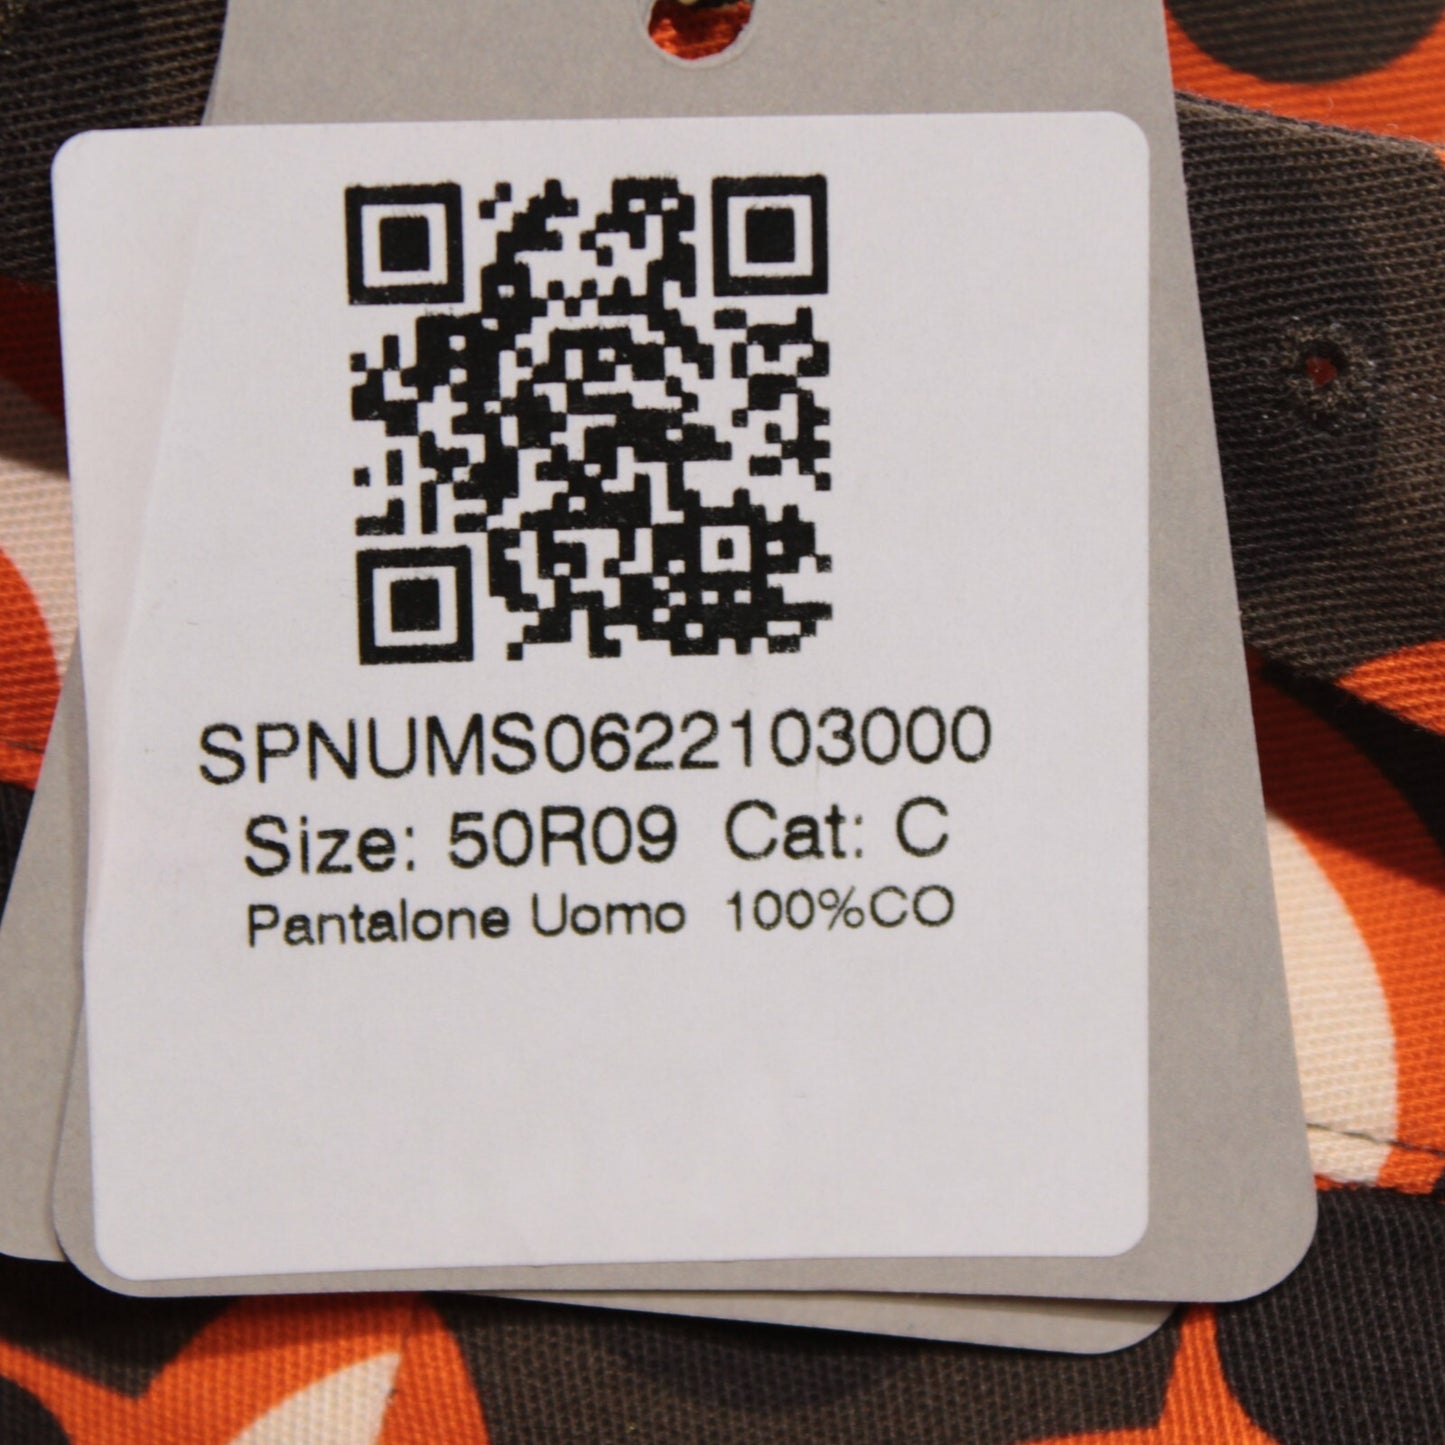 SPNUMS0622103000
Size: 50R09 Cat: C
Pantalone Uomo 100%CO